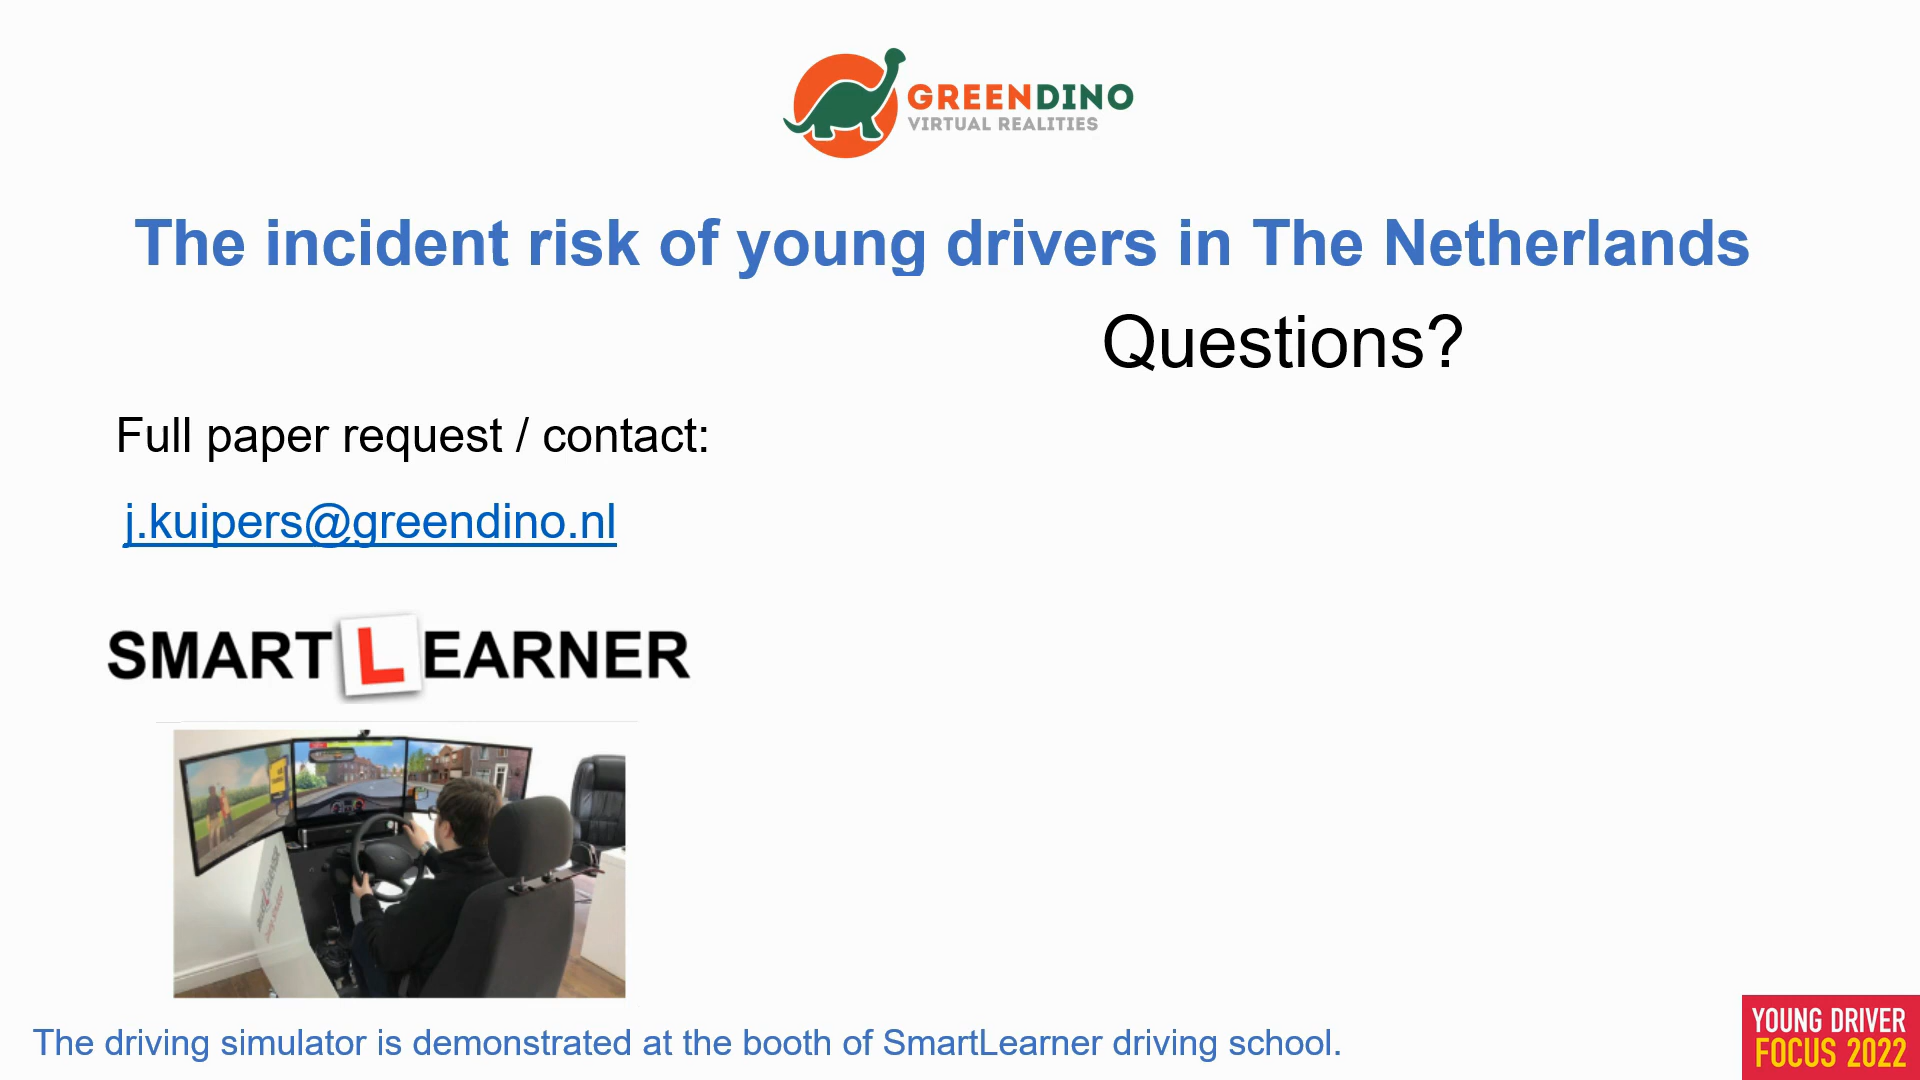 GREENDINO
VIRTUAL REALITIES
The incident risk of young drivers in The Netherlands
Questions?
Full paper request / contact:
j.kuipers@greendino.nl
SMART LEARNER
The driving simulator is demonstrated at the booth of SmartLearner driving school.
YOUNG DRIVER
FOCUS 2022